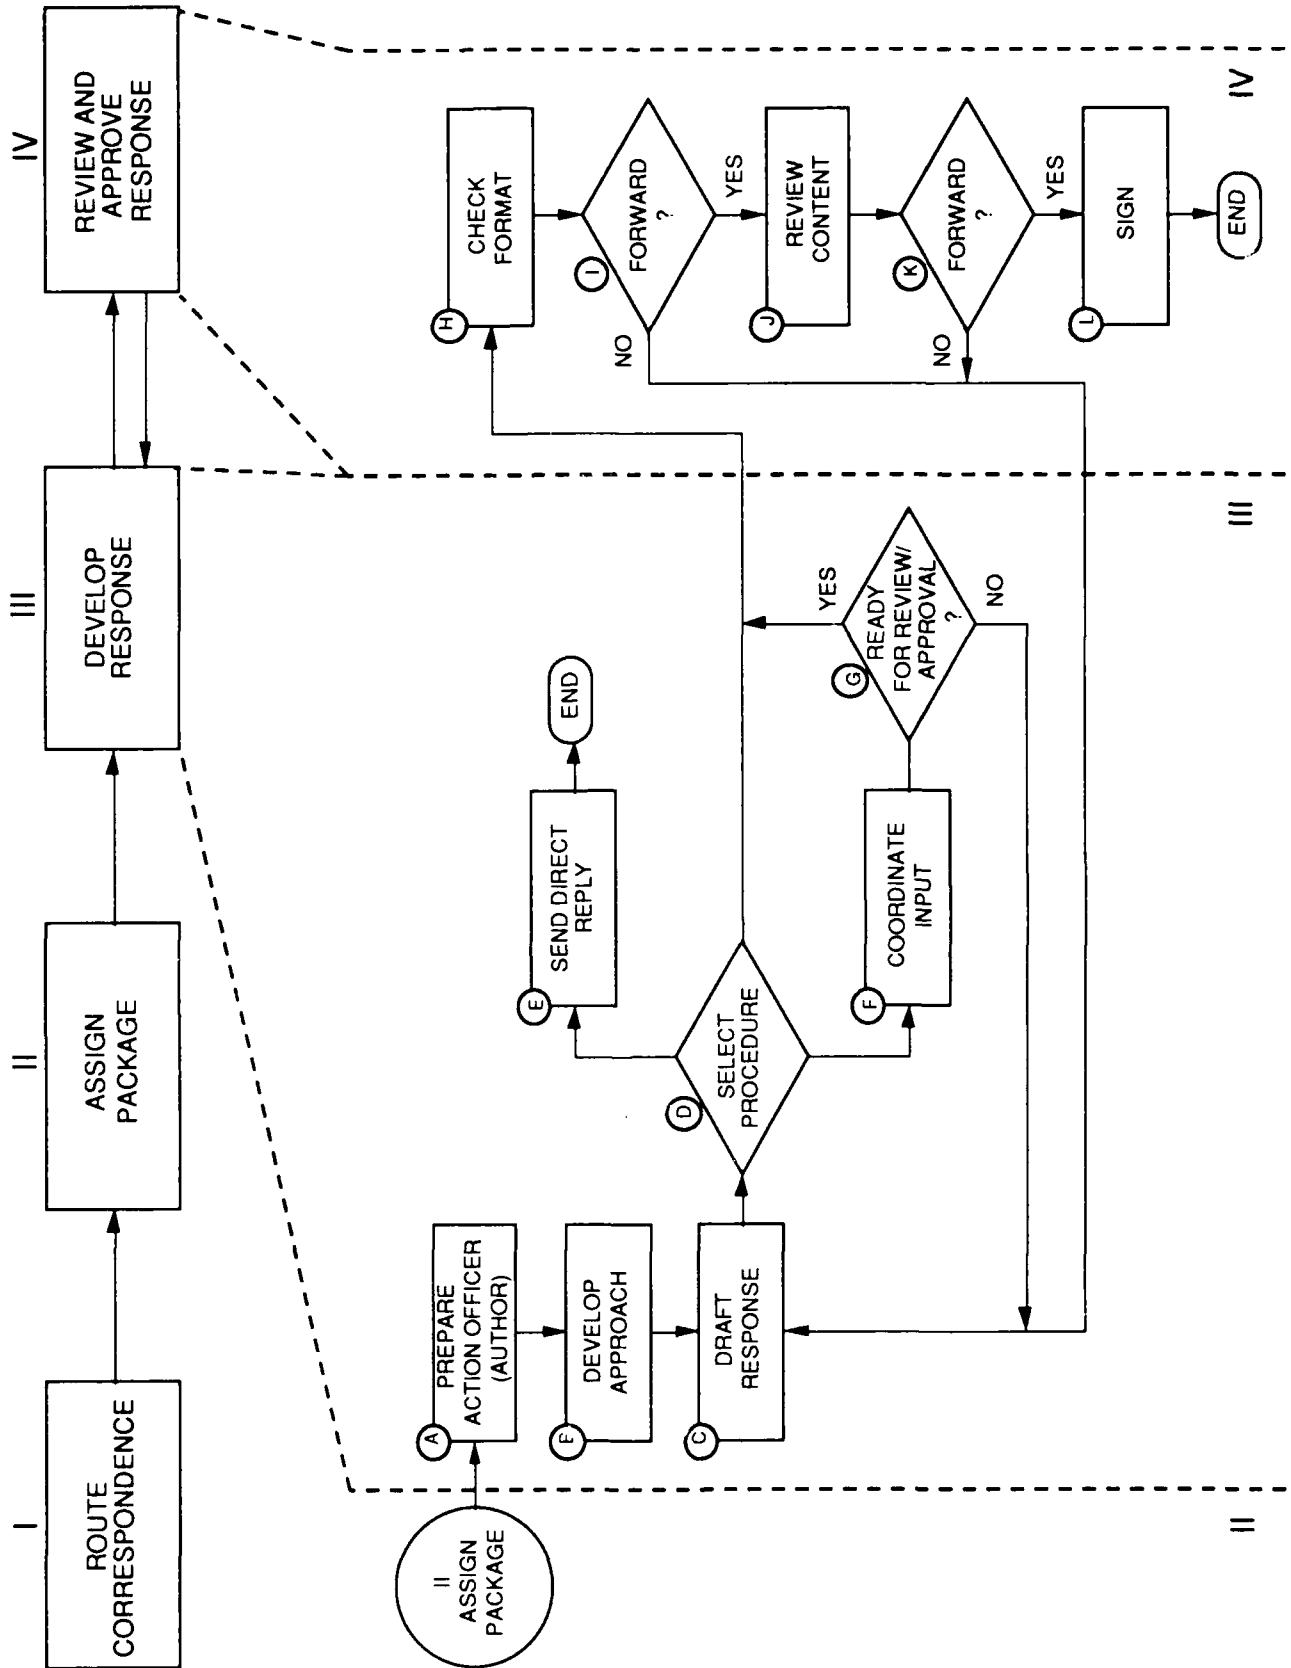 I
II
III
IV
ROUTE
CORRESPONDENCE
ASSIGN
PACKAGE
DEVELOP
RESPONSE
REVIEW AND
APPROVE
RESPONSE
II
ASSIGN
PACKAGE
A
PREPARE
ACTION OFFICER
(AUTHOR)
B
DEVELOP
APPROACH
C
DRAFT
RESPONSE
D
SELECT
PROCEDURE
E
SEND DIRECT
REPLY
END
F
COORDINATE
INPUT
G
READY
FOR REVIEW/
APPROVAL
?
YES
NO
H
CHECK
FORMAT
I
FORWARD
?
NO
YES
J
REVIEW
CONTENT
K
FORWARD
?
NO
YES
L
SIGN
END
II
III
IV